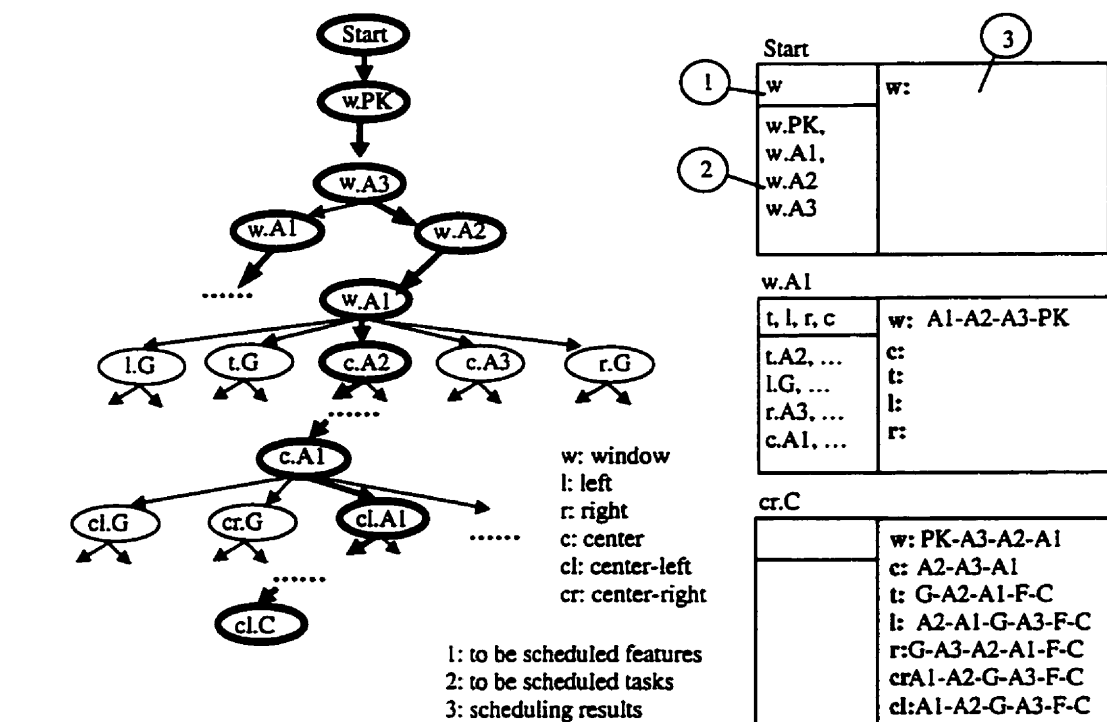 Start
w.PK
w.A3
w.A1
w.A2
......
w.A1
l.G
t.G
c.A2
c.A3
r.G
......
c.A1
cl.G
cr.G
cl.A1
......
......
cl.C
w: window
l: left
r: right
c: center
cl: center-left
cr: center-right
1: to be scheduled features
2: to be scheduled tasks
3: scheduling results
Start
1
2
3
w
w:
w.PK,
w.A1,
w.A2
w.A3
w.A1
t, l, r, c
w: A1-A2-A3-PK
t.A2, ...
l.G, ...
r.A3, ...
c.A1, ...
c:
t:
l:
r:
cr.C
w: PK-A3-A2-A1
c: A2-A3-A1
t: G-A2-A1-F-C
l: A2-A1-G-A3-F-C
r:G-A3-A2-A1-F-C
crA1-A2-G-A3-F-C
cl:A1-A2-G-A3-F-C